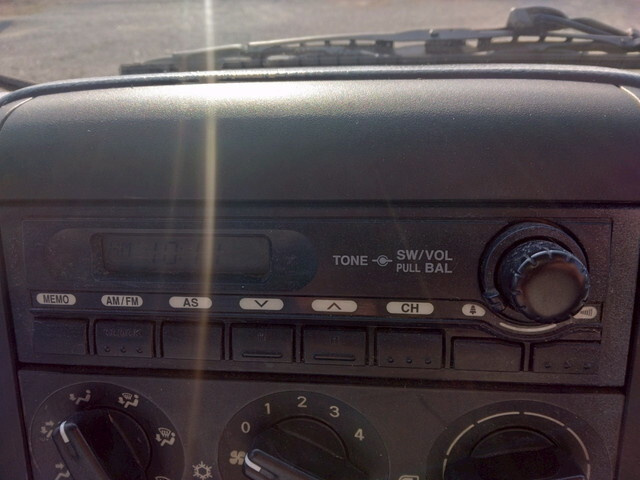 TONE SW/VOL
PULL BAL
MEMO AM/FM AS CH
0 1 2 3 4